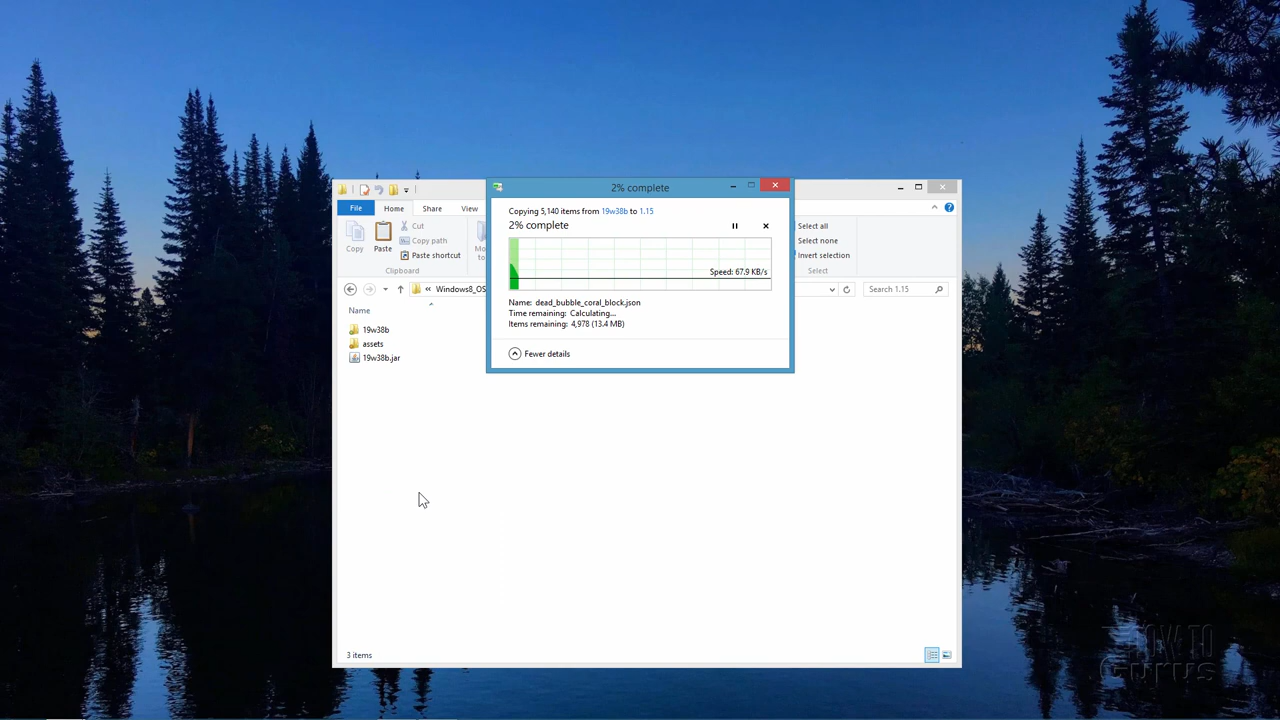 2% complete
Copying 5,140 items from 19w38b to 1.15
2% complete
Speed: 67.9 KB/s
Name: dead_bubble_coral_block.json
Time remaining: Calculating...
Items remaining: 4,978 (13.4 MB)
Fewer details
File Home Share View
Copy
Paste
Cut
Copy path
Paste shortcut
Clipboard
Select all
Select none
Invert selection
Select
« Windows8_OS
Search 1.15
Name
19w38b
assets
19w38b.jar
3 items
HOW TO
Gurus